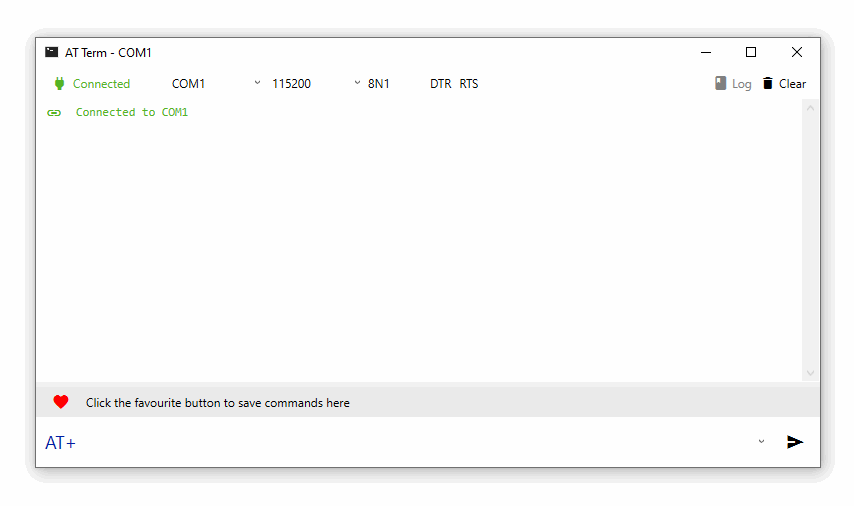 AT Term - COM1
Connected COM1 115200 8N1 DTR RTS Log Clear
Connected to COM1
Click the favourite button to save commands here
AT+